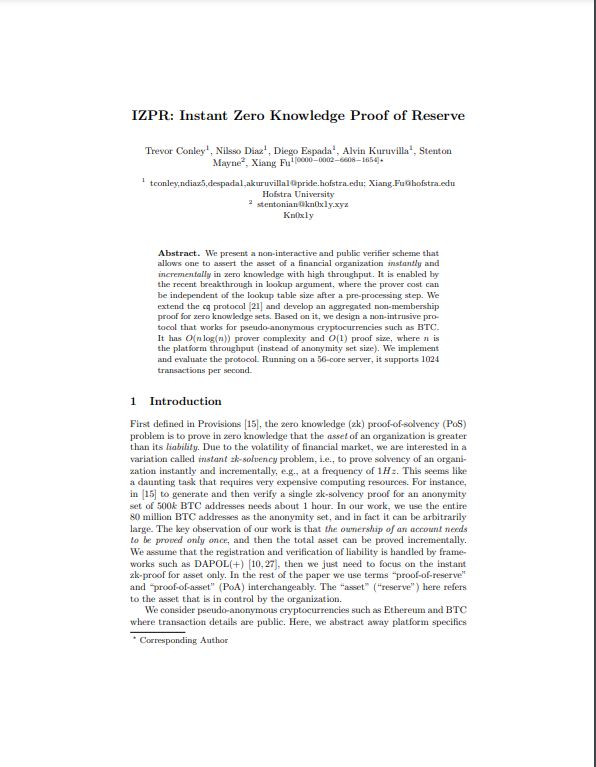 IZPR: Instant Zero Knowledge Proof of Reserve
Trevor Conley1, Nilsso Diaz1, Diego Espada1, Alvin Kuruvilla1, Stenton
Mayne2, Xiang Fu1[0000−0002−6608−1654]⋆
1 tconley,ndiaz5,despada1,akuruvilla1@pride.hofstra.edu; Xiang.Fu@hofstra.edu
Hofstra University
2 stentonian@kn0x1y.xyz
Kn0x1y
Abstract. We present a non-interactive and public verifier scheme that
allows one to assert the asset of a financial organization instantly and
incrementally in zero knowledge with high throughput. It is enabled by
the recent breakthrough in lookup argument, where the prover cost can
be independent of the lookup table size after a pre-processing step. We
extend the cq protocol [21] and develop an aggregated non-membership
proof for zero knowledge sets. Based on it, we design a non-intrusive pro-
tocol that works for pseudo-anonymous cryptocurrencies such as BTC.
It has O(n log(n)) prover complexity and O(1) proof size, where n is
the platform throughput (instead of anonymity set size). We implement
and evaluate the protocol. Running on a 56-core server, it supports 1024
transactions per second.
1 Introduction
First defined in Provisions [15], the zero knowledge (zk) proof-of-solvency (PoS)
problem is to prove in zero knowledge that the asset of an organization is greater
than its liability. Due to the volatility of financial market, we are interested in a
variation called instant zk-solvency problem, i.e., to prove solvency of an organi-
zation instantly and incrementally, e.g., at a frequency of 1Hz. This seems like
a daunting task that requires very expensive computing resources. For instance,
in [15] to generate and then verify a single zk-solvency proof for an anonymity
set of 500k BTC addresses needs about 1 hour. In our work, we use the entire
80 million BTC addresses as the anonymity set, and in fact it can be arbitrarily
large. The key observation of our work is that the ownership of an account needs
to be proved only once, and then the total asset can be proved incrementally.
We assume that the registration and verification of liability is handled by frame-
works such as DAPOL(+) [10, 27], then we just need to focus on the instant
zk-proof for asset only. In the rest of the paper we use terms “proof-of-reserve”
and “proof-of-asset” (PoA) interchangeably. The “asset” (“reserve”) here refers
to the asset that is in control by the organization.
We consider pseudo-anonymous cryptocurrencies such as Ethereum and BTC
where transaction details are public. Here, we abstract away platform specifics
⋆ Corresponding Author